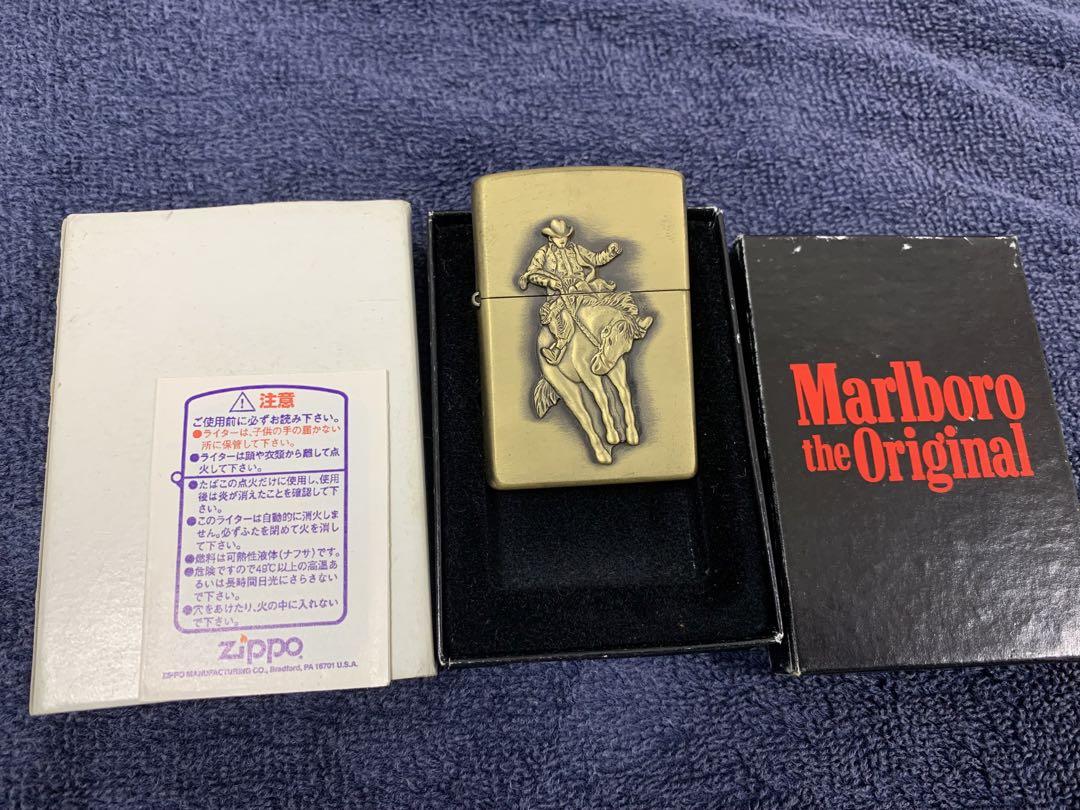 注意
ご使用前に必ずお読み下さい。
●ライターは、子供の手の届かない
所に保管して下さい。
●ライターは頭や衣類から離して点
火して下さい。
●たばこの点火だけに使用し、使用
後は炎が消えたことを確認して下
さい。
●このライターは自動的に消火しま
せん。必ずふたを閉めて火を消し
て下さい。
●燃料は可熱性液体(ナフサ)です。
●危険ですので49℃以上の高温あ
るいは長時間日光にさらさない
で下さい。
●穴をあけたり、火の中に入れない
で下さい。
zippo
ZIPPO MANUFACTURING CO., Bradford, PA 16701 U.S.A.
Marlboro
the Original